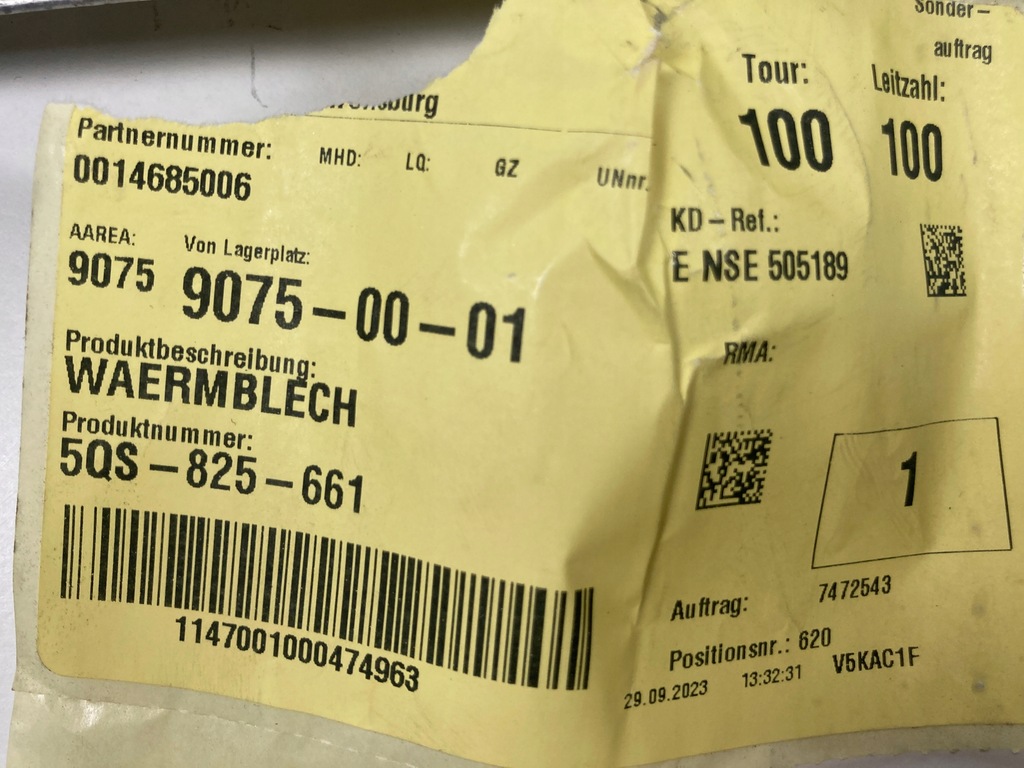 Sonder-
auftrag
Tour:
Leitzahl:
100
100
Partnernummer:
0014685006
MHD:
LQ:
GZ
UNnr.
KD-Ref.:
E NSE 505189
AAREA:
9075
Von Lagerplatz:
9075-00-01
Produktbeschreibung:
WAERMBLECH
RMA:
Produktnummer:
5QS-825-661
1
1147001000474963
Auftrag:
7472543
Positionsnr.: 620
29.09.2023 13:32:31 V5KAC1F